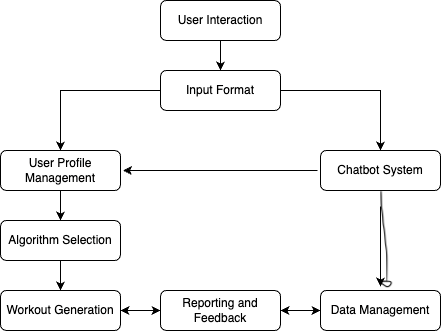 User Interaction
Input Format
User Profile
Management
Chatbot System
Algorithm Selection
Workout Generation
Reporting and
Feedback
Data Management